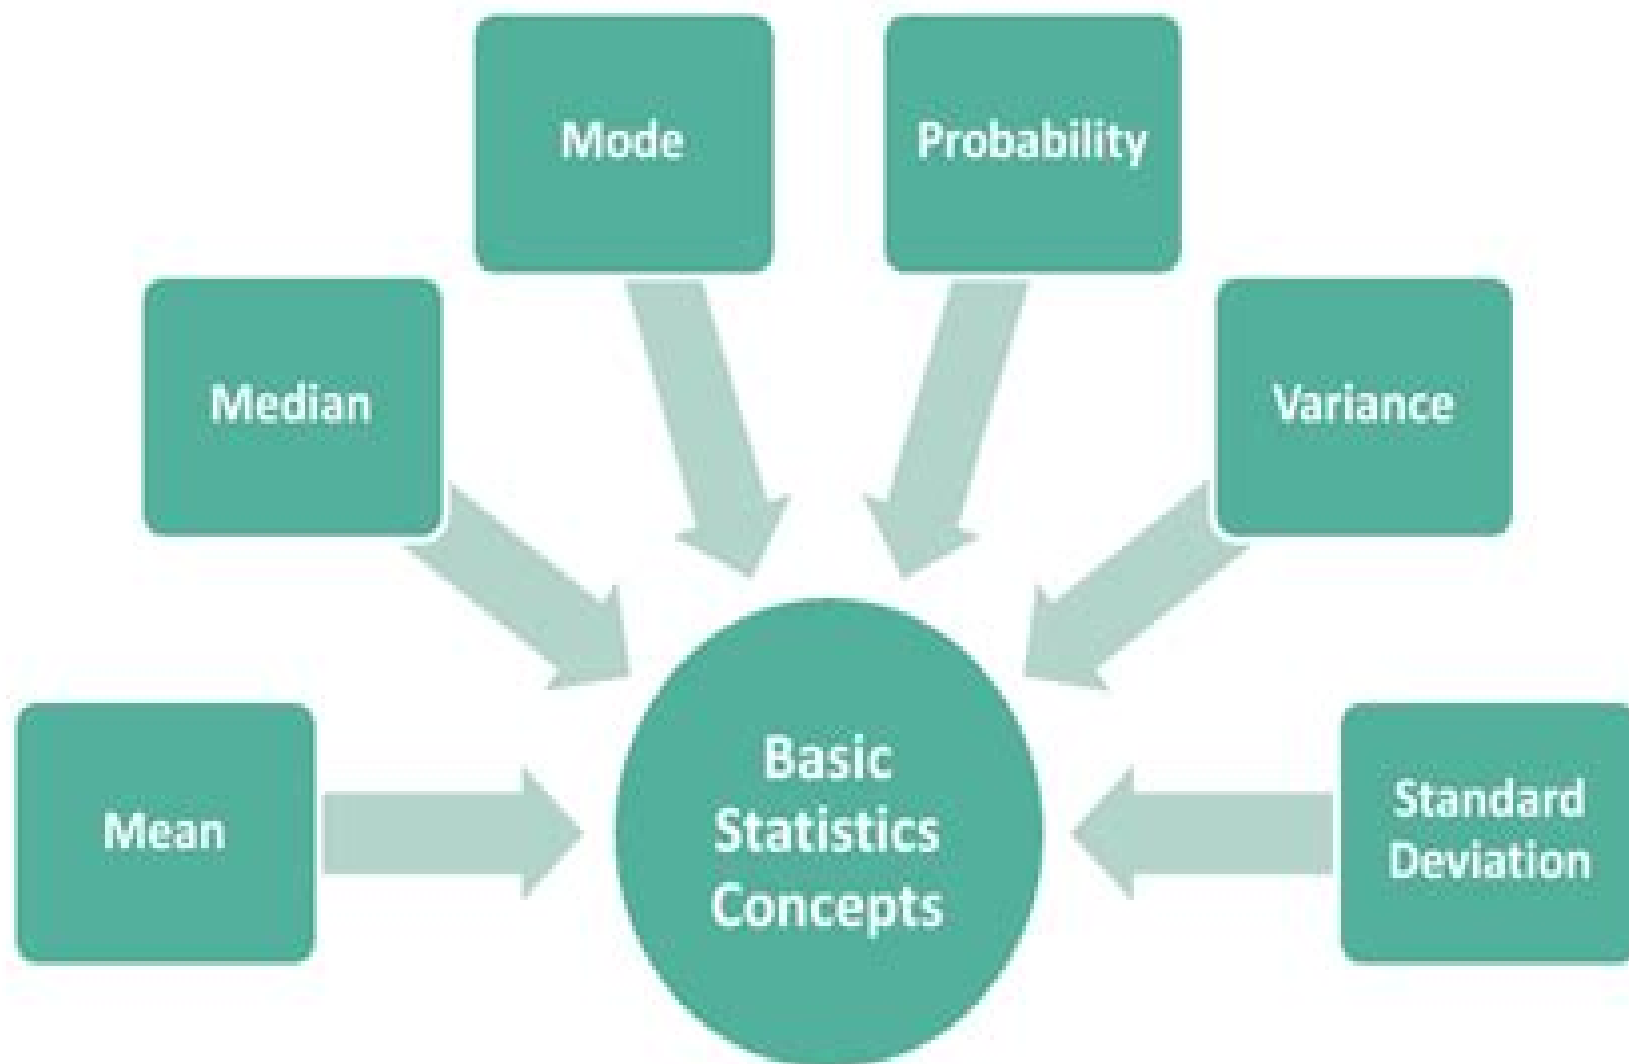 Mode
Probability
Median
Variance
Mean
Basic
Statistics
Concepts
Standard
Deviation